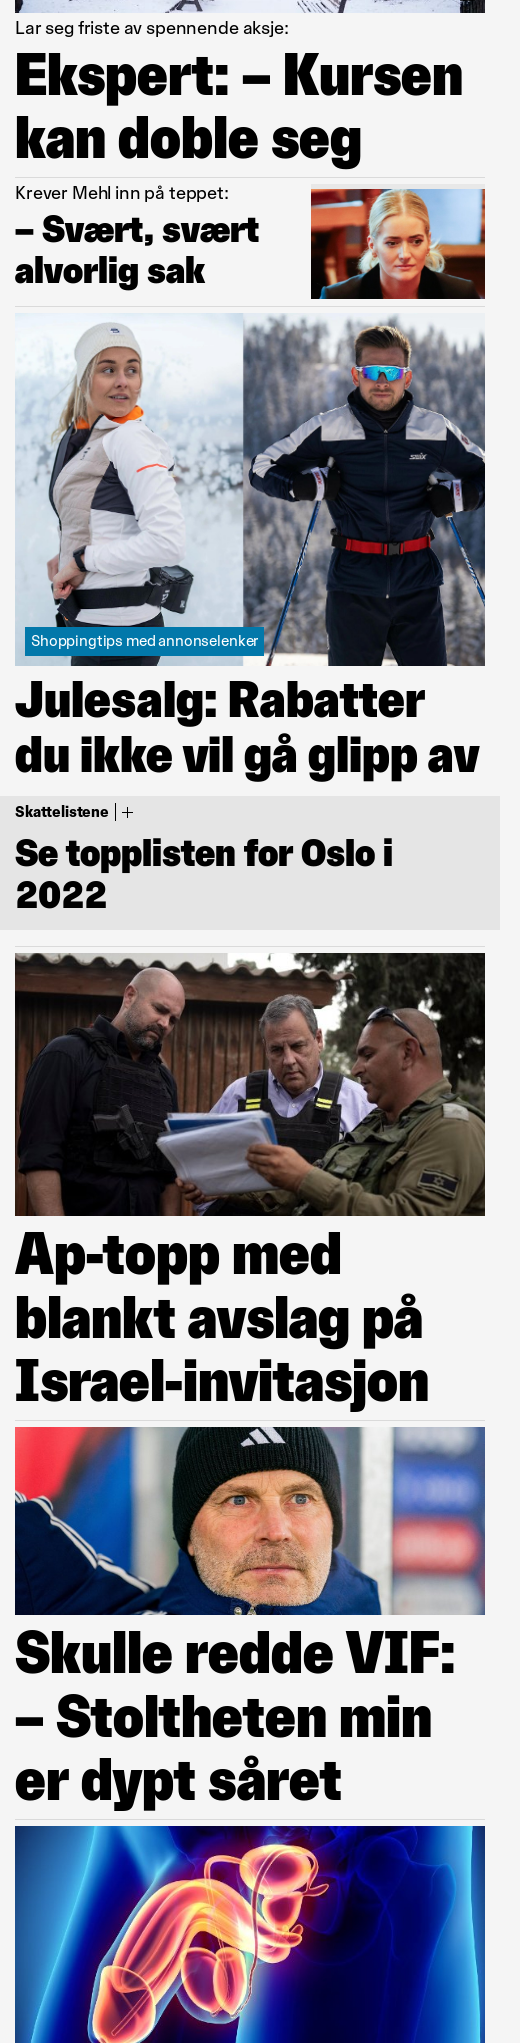 Lar seg friste av spennende aksje:
Ekspert: – Kursen
kan doble seg
Krever Mehl inn på teppet:
– Svært, svært
alvorlig sak
SWIX
Shoppingtips med annonselenker
Julesalg: Rabatter
du ikke vil gå glipp av
Skattelistene
Se topplisten for Oslo i
2022
Ap-topp med
blankt avslag på
Israel-invitasjon
Skulle redde VIF:
– Stoltheten min
er dypt såret